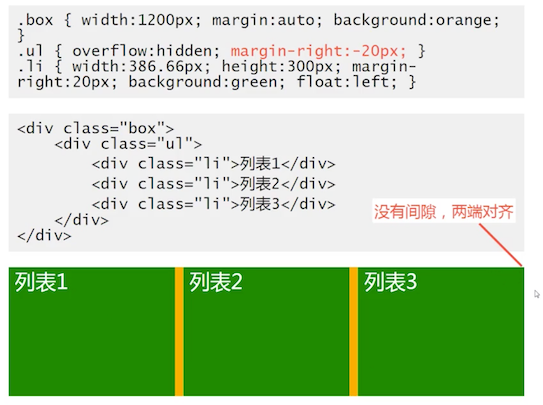 .box { width:1200px; margin:auto; background:orange;
}
.ul { overflow:hidden; margin-right:-20px; }
.li { width:386.66px; height:300px; margin-
right:20px; background:green; float:left; }
<div class="box">
    <div class="ul">
        <div class="li">列表1</div>
        <div class="li">列表2</div>
        <div class="li">列表3</div>
    </div>
</div>
没有间隙，两端对齐
列表1 列表2 列表3